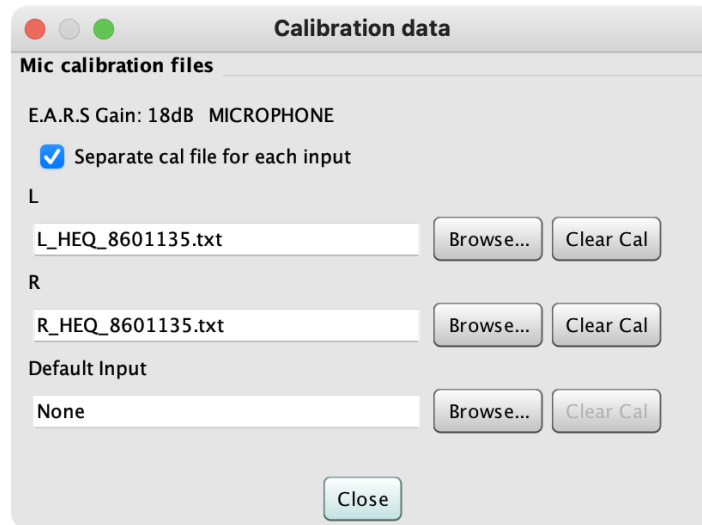 Calibration data
Mic calibration files
E.A.R.S Gain: 18dB MICROPHONE
Separate cal file for each input
L
L_HEQ_8601135.txt Browse... Clear Cal
R
R_HEQ_8601135.txt Browse... Clear Cal
Default Input
None Browse... Clear Cal
Close